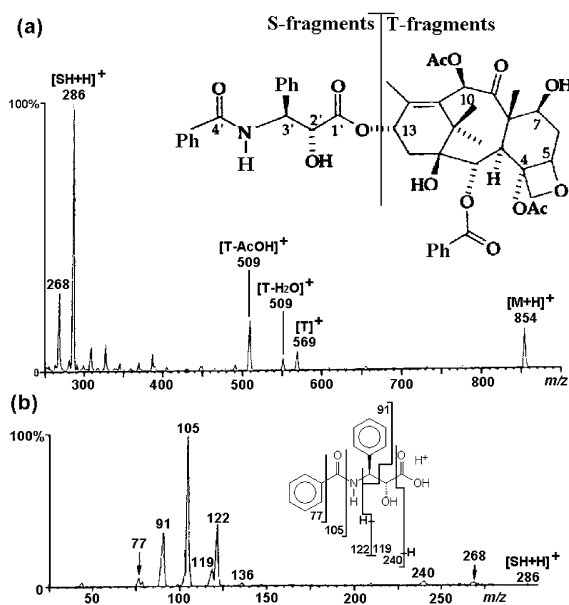 (a)
S-fragments T-fragments
[SH+H]+
286
100%
O
Ph
O
4'
3'
2'
1'
Ph
N
H
OH
O
13
AcO
O
OH
10
7
5
4
HO
H
O
AcO
O
Ph
O
268
[T-AcOH]+
509
[T-H2O]+
509
[T]+
569
[M+H]+
854
0
300 400 500 600 700 800 m/z
(b)
100%
105
91
122
77
119
136
91
O
O
H+
N
H
OH
OH
77
105
H
122 119
240 H
240
268
[SH+H]+
286
0
50 100 150 200 250 m/z